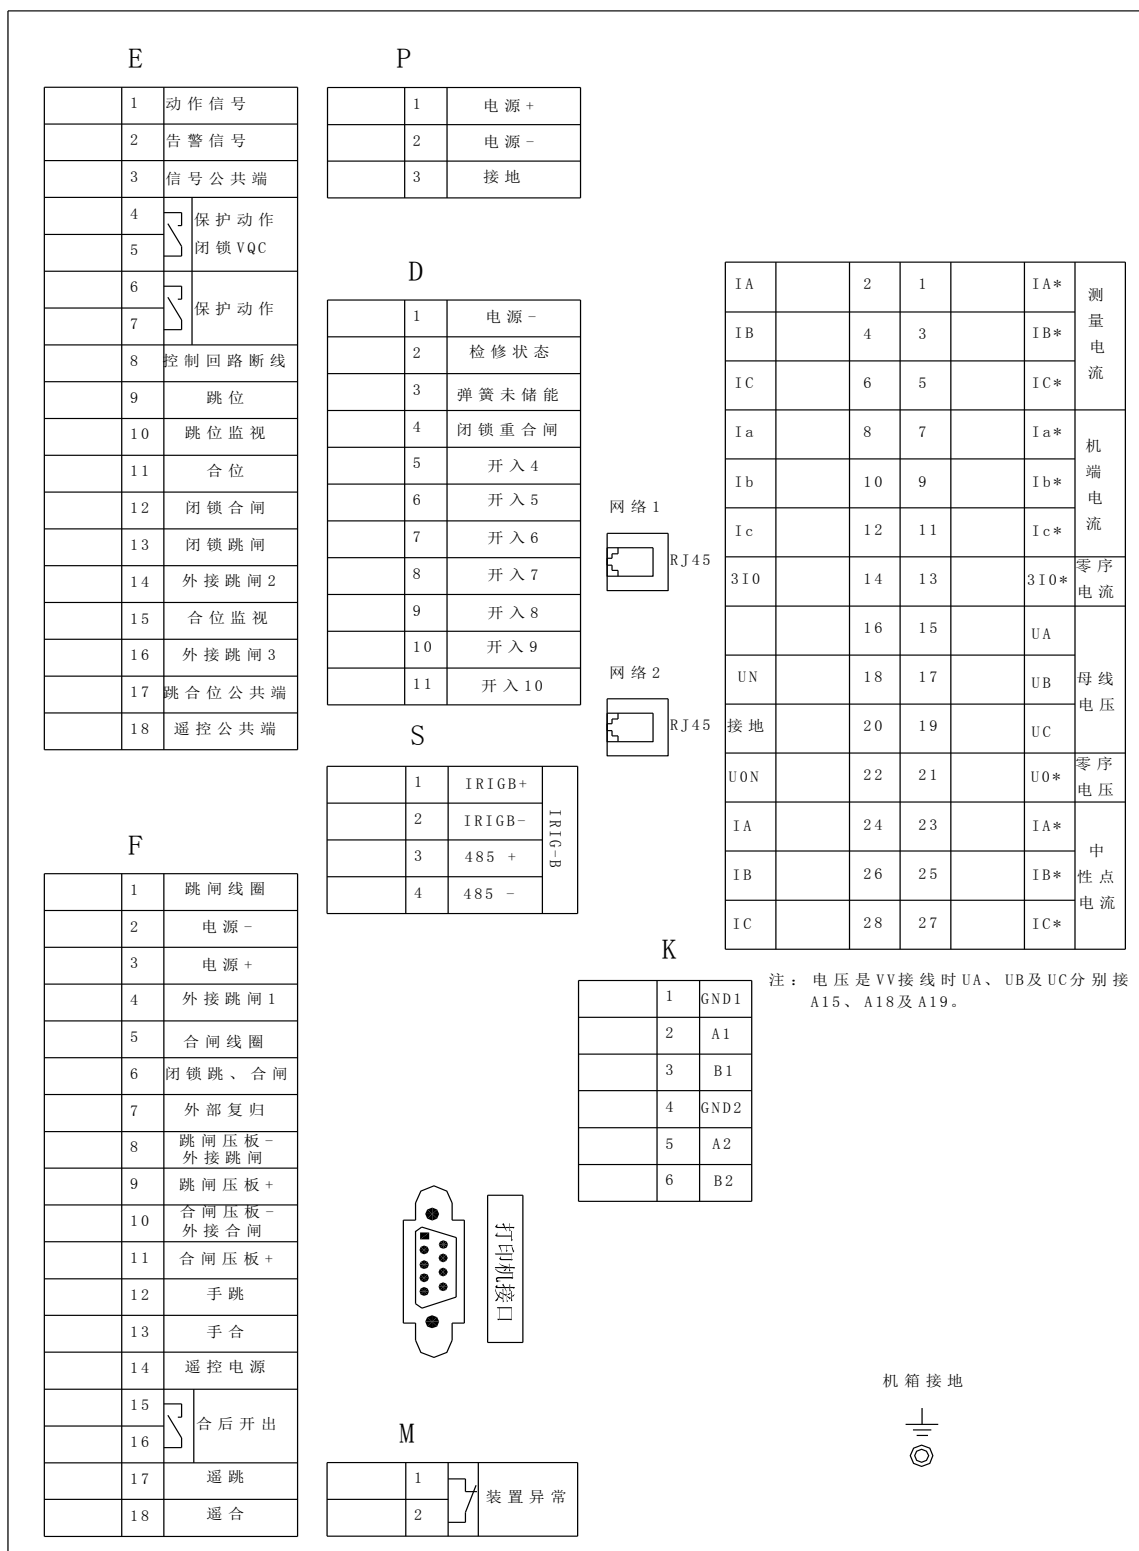 E
1 动作信号
2 告警信号
3 信号公共端
4 保护动作
5 闭锁VQC
6
保护动作
7
8 控制回路断线
9 跳位
10 跳位监视
11 合位
12 闭锁合闸
13 闭锁跳闸
14 外接跳闸2
15 合位监视
16 外接跳闸3
17 跳合位公共端
18 遥控公共端
F
1 跳闸线圈
2 电源-
3 电源+
4 外接跳闸1
5 合闸线圈
6 闭锁跳、合闸
7 外部复归
8 跳闸压板-
外接跳闸
9 跳闸压板+
10 合闸压板-
外接合闸
11 合闸压板+
12 手跳
13 手合
14 遥控电源
15
合后开出
16
17 遥跳
18 遥合
P
1 电源+
2 电源-
3 接地
D
1 电源-
2 检修状态
3 弹簧未储能
4 闭锁重合闸
5 开入4
6 开入5
7 开入6
8 开入7
9 开入8
10 开入9
11 开入10
S
1 IRIGB+
2 IRIGB-
3 485 +
4 485 -
IRIG-B
打印机接口
M
1
装置异常
2
网络1
RJ45
网络2
RJ45
IA 2 1 IA*
IB 4 3 IB*
IC 6 5 IC*
测量电流
Ia 8 7 Ia*
Ib 10 9 Ib*
Ic 12 11 Ic*
机端电流
3I0 14 13 3I0*
零序
电流
16 15 UA
UN 18 17 UB
接地 20 19 UC
母线
电压
U0N 22 21 U0*
零序
电压
IA 24 23 IA*
IB 26 25 IB*
IC 28 27 IC*
中
性点
电流
注：电压是VV接线时UA、UB及UC分别接
A15、A18及A19。
K
1 GND1
2 A1
3 B1
4 GND2
5 A2
6 B2
机箱接地